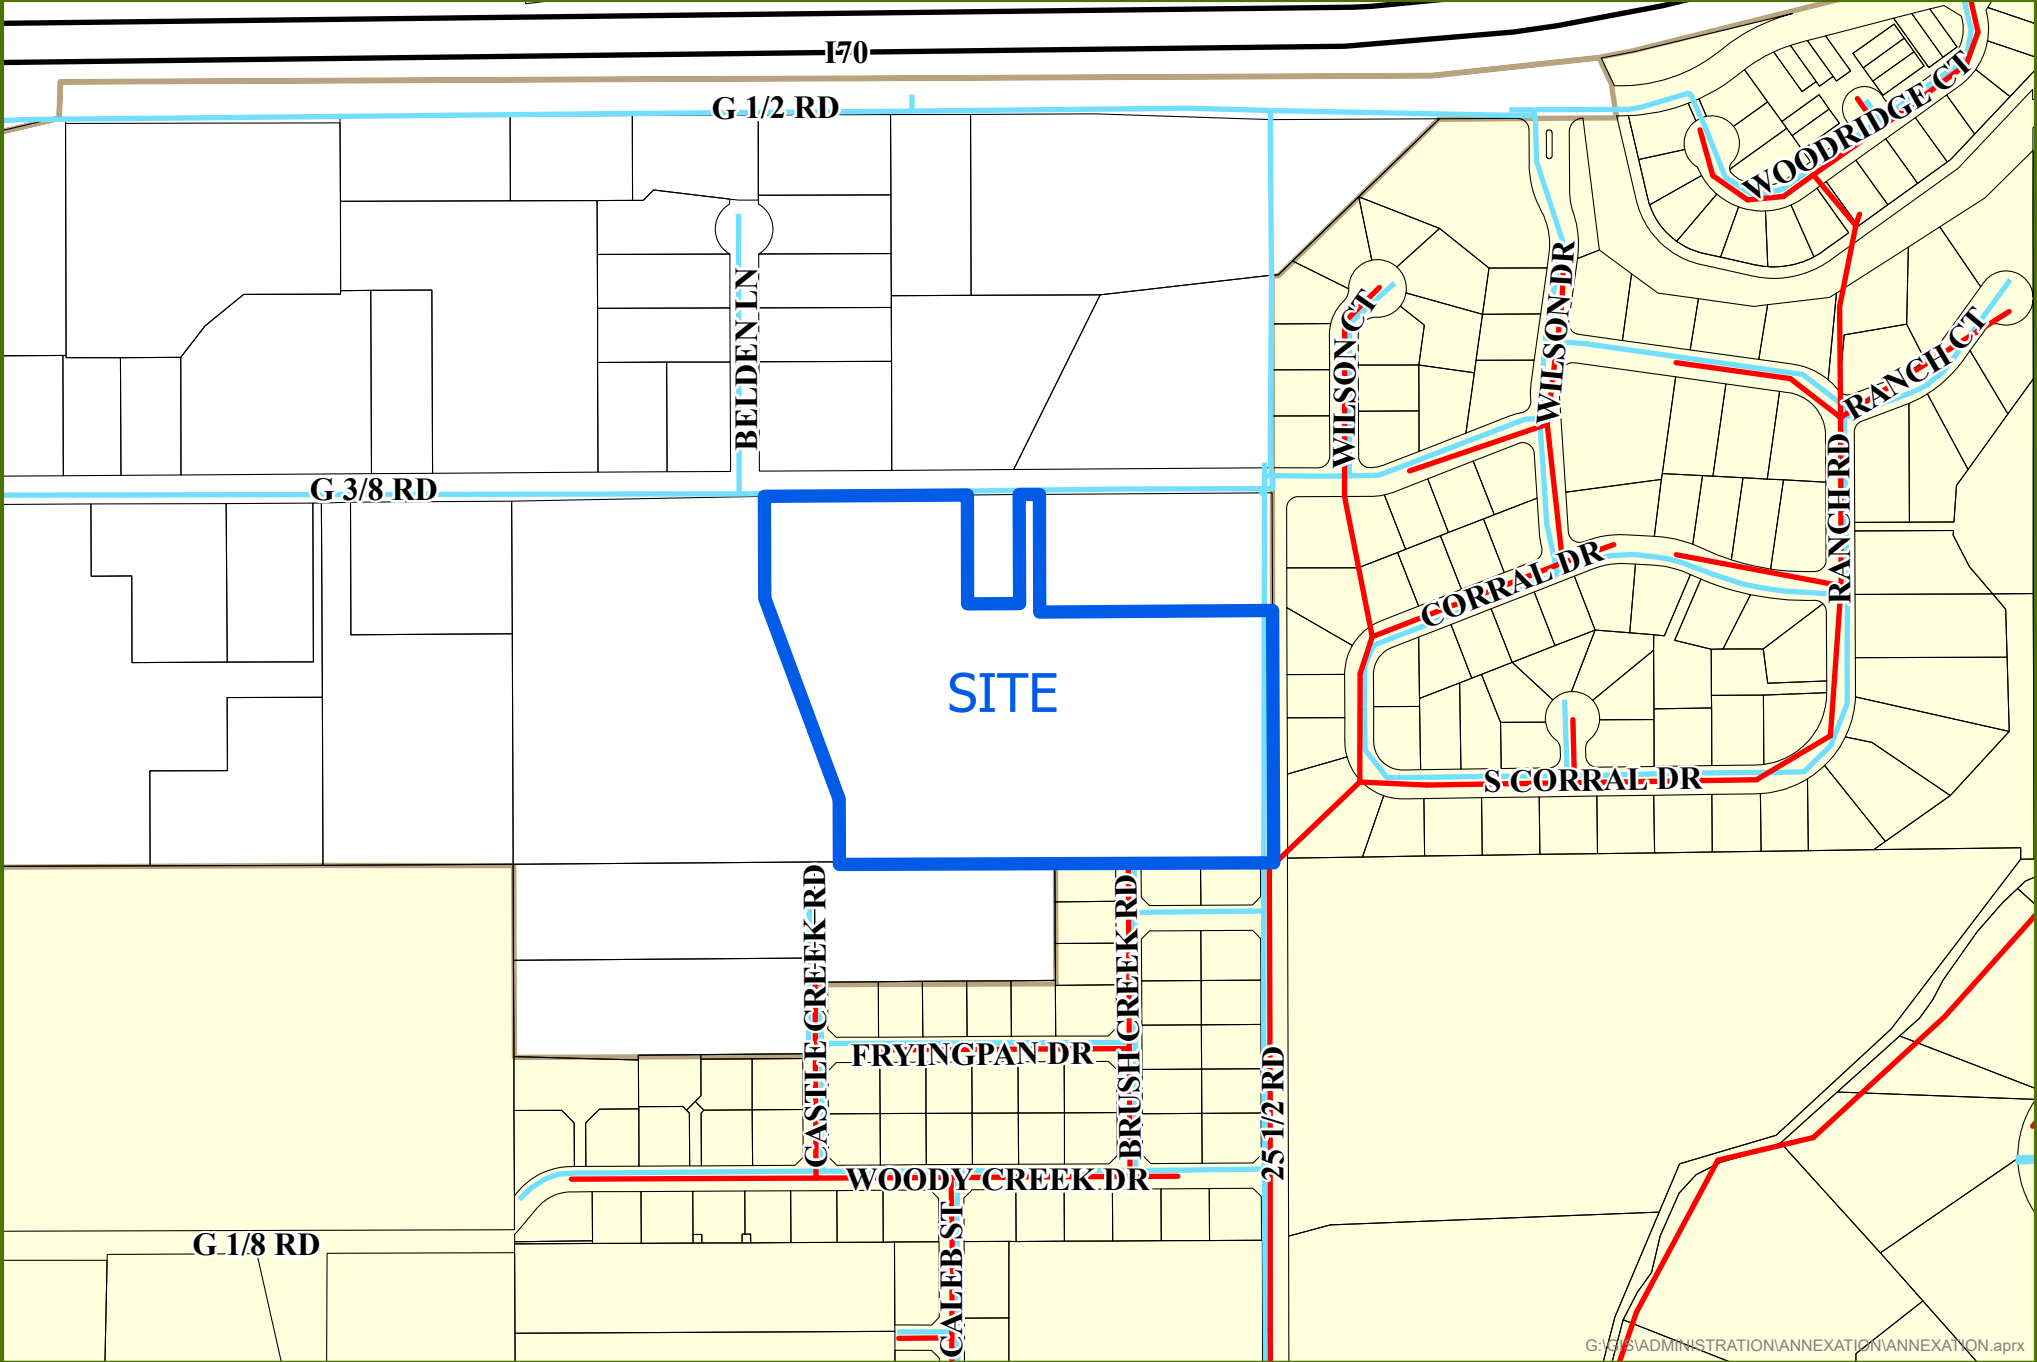 I-70
G 1/2 RD
WOODRIDGE CT
BELDEN LN
WILSON CT
WILSON DR
RANCH CT
G 3/8 RD
RANCH RD
CORRAL DR
SITE
S CORRAL DR
CASTLE CREEK RD
BRUSH CREEK RD
FRYINGPAN DR
25 1/2 RD
WOODY CREEK DR
CALEB ST
G 1/8 RD
G:\GIS\ADMINISTRATION\ANNEXATION\ANNEXATION.aprx